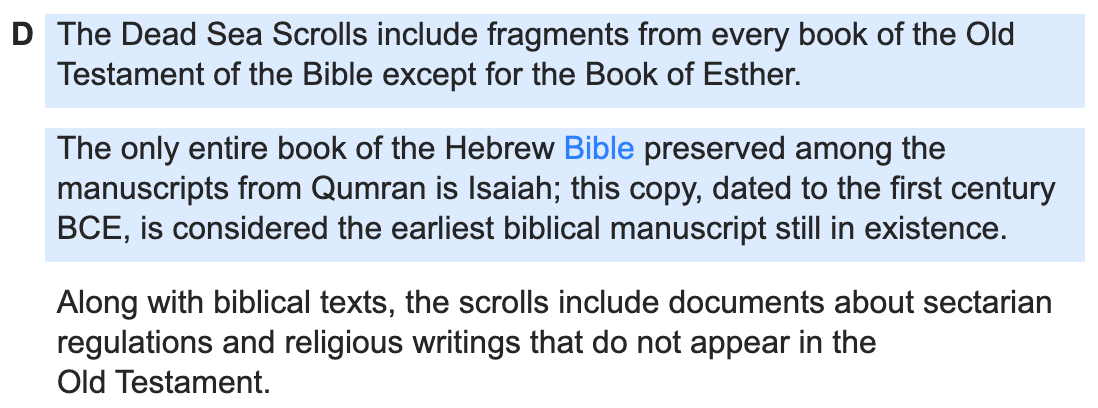 D The Dead Sea Scrolls include fragments from every book of the Old
Testament of the Bible except for the Book of Esther.
The only entire book of the Hebrew Bible preserved among the
manuscripts from Qumran is Isaiah; this copy, dated to the first century
BCE, is considered the earliest biblical manuscript still in existence.
Along with biblical texts, the scrolls include documents about sectarian
regulations and religious writings that do not appear in the
Old Testament.